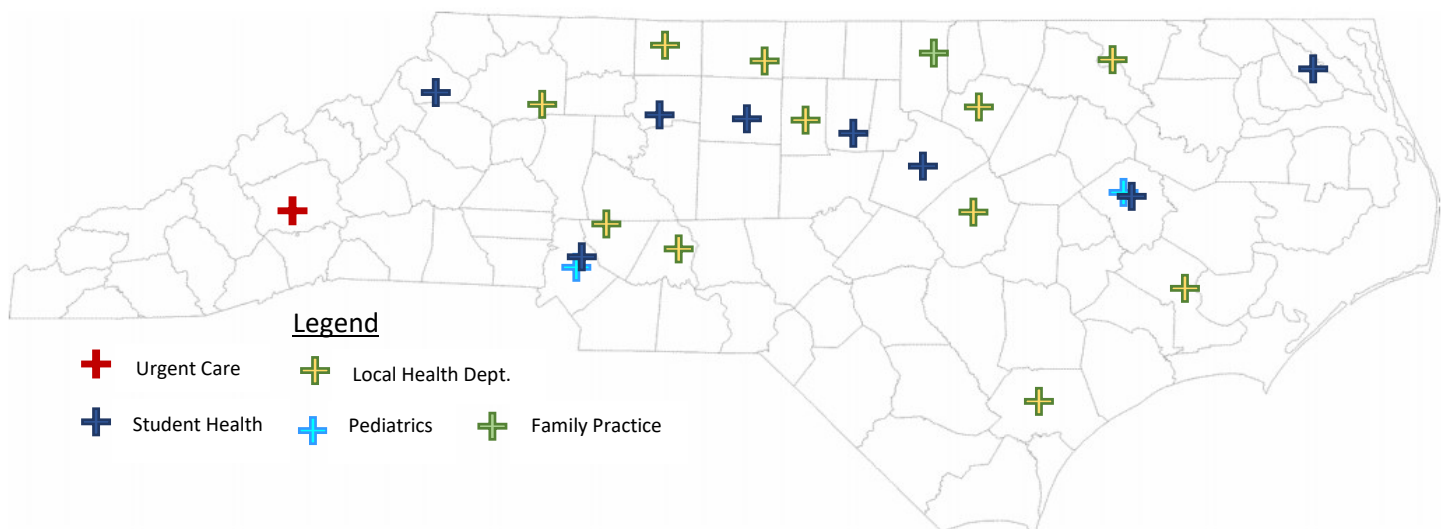 Legend
Urgent Care
Local Health Dept.
Student Health
Pediatrics
Family Practice